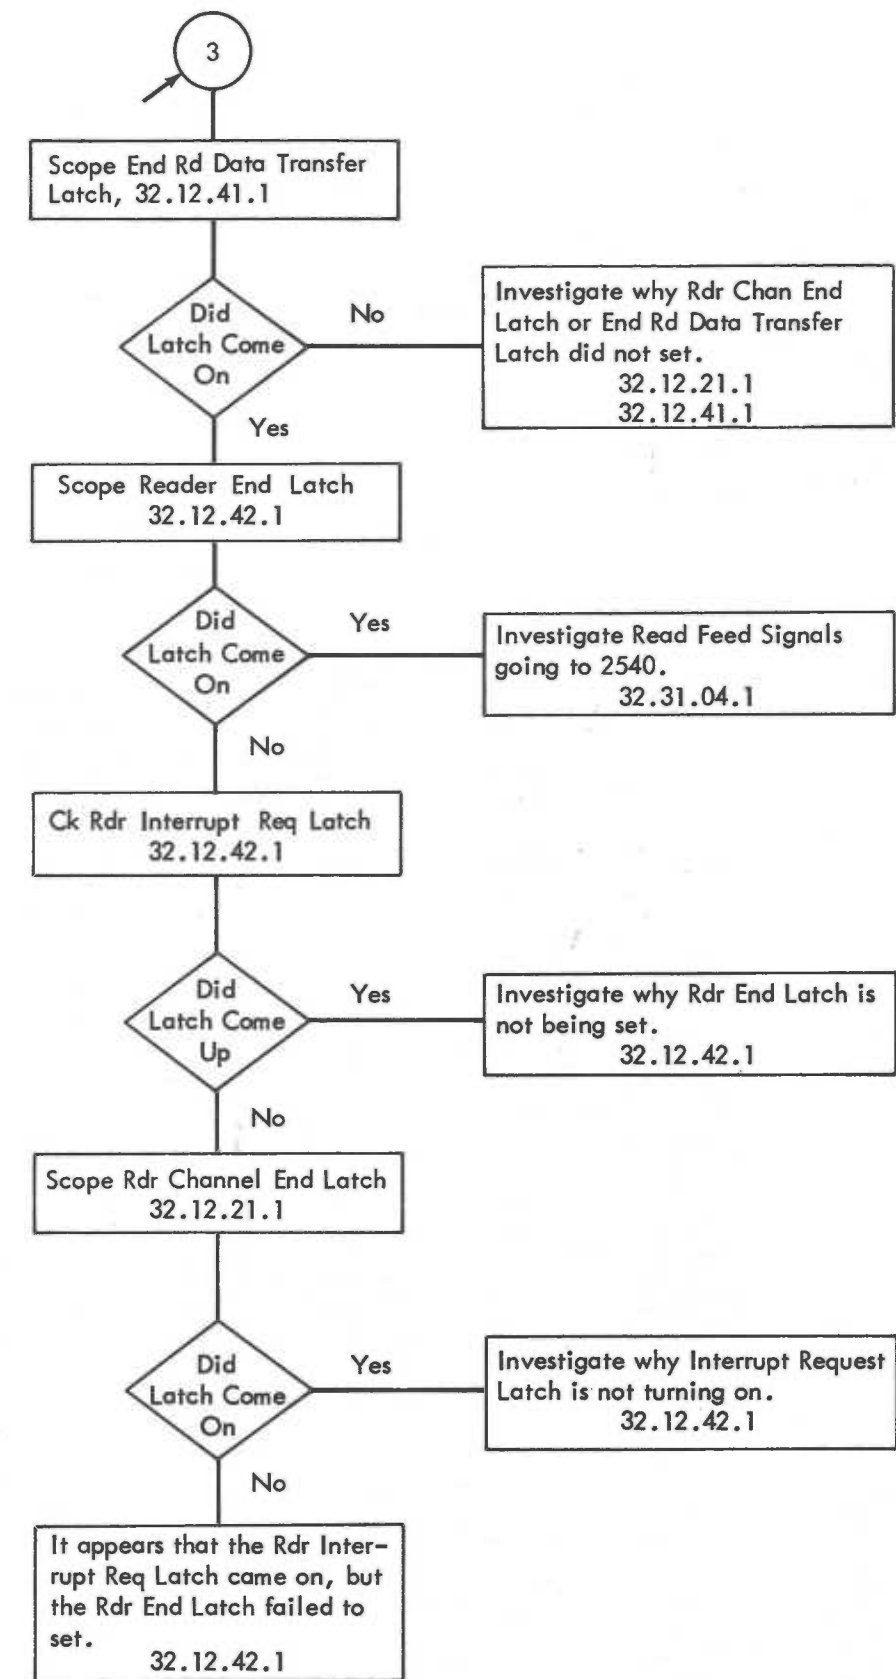 3
Scope End Rd Data Transfer
Latch, 32.12.41.1
Did
Latch Come
On
No
Investigate why Rdr Chan End
Latch or End Rd Data Transfer
Latch did not set.
32.12.21.1
32.12.41.1
Yes
Scope Reader End Latch
32.12.42.1
Did
Latch Come
On
Yes
Investigate Read Feed Signals
going to 2540.
32.31.04.1
No
Ck Rdr Interrupt Req Latch
32.12.42.1
Did
Latch Come
Up
Yes
Investigate why Rdr End Latch is
not being set.
32.12.42.1
No
Scope Rdr Channel End Latch
32.12.21.1
Did
Latch Come
On
Yes
Investigate why Interrupt Request
Latch is not turning on.
32.12.42.1
No
It appears that the Rdr Inter-
rupt Req Latch came on, but
the Rdr End Latch failed to
set.
32.12.42.1